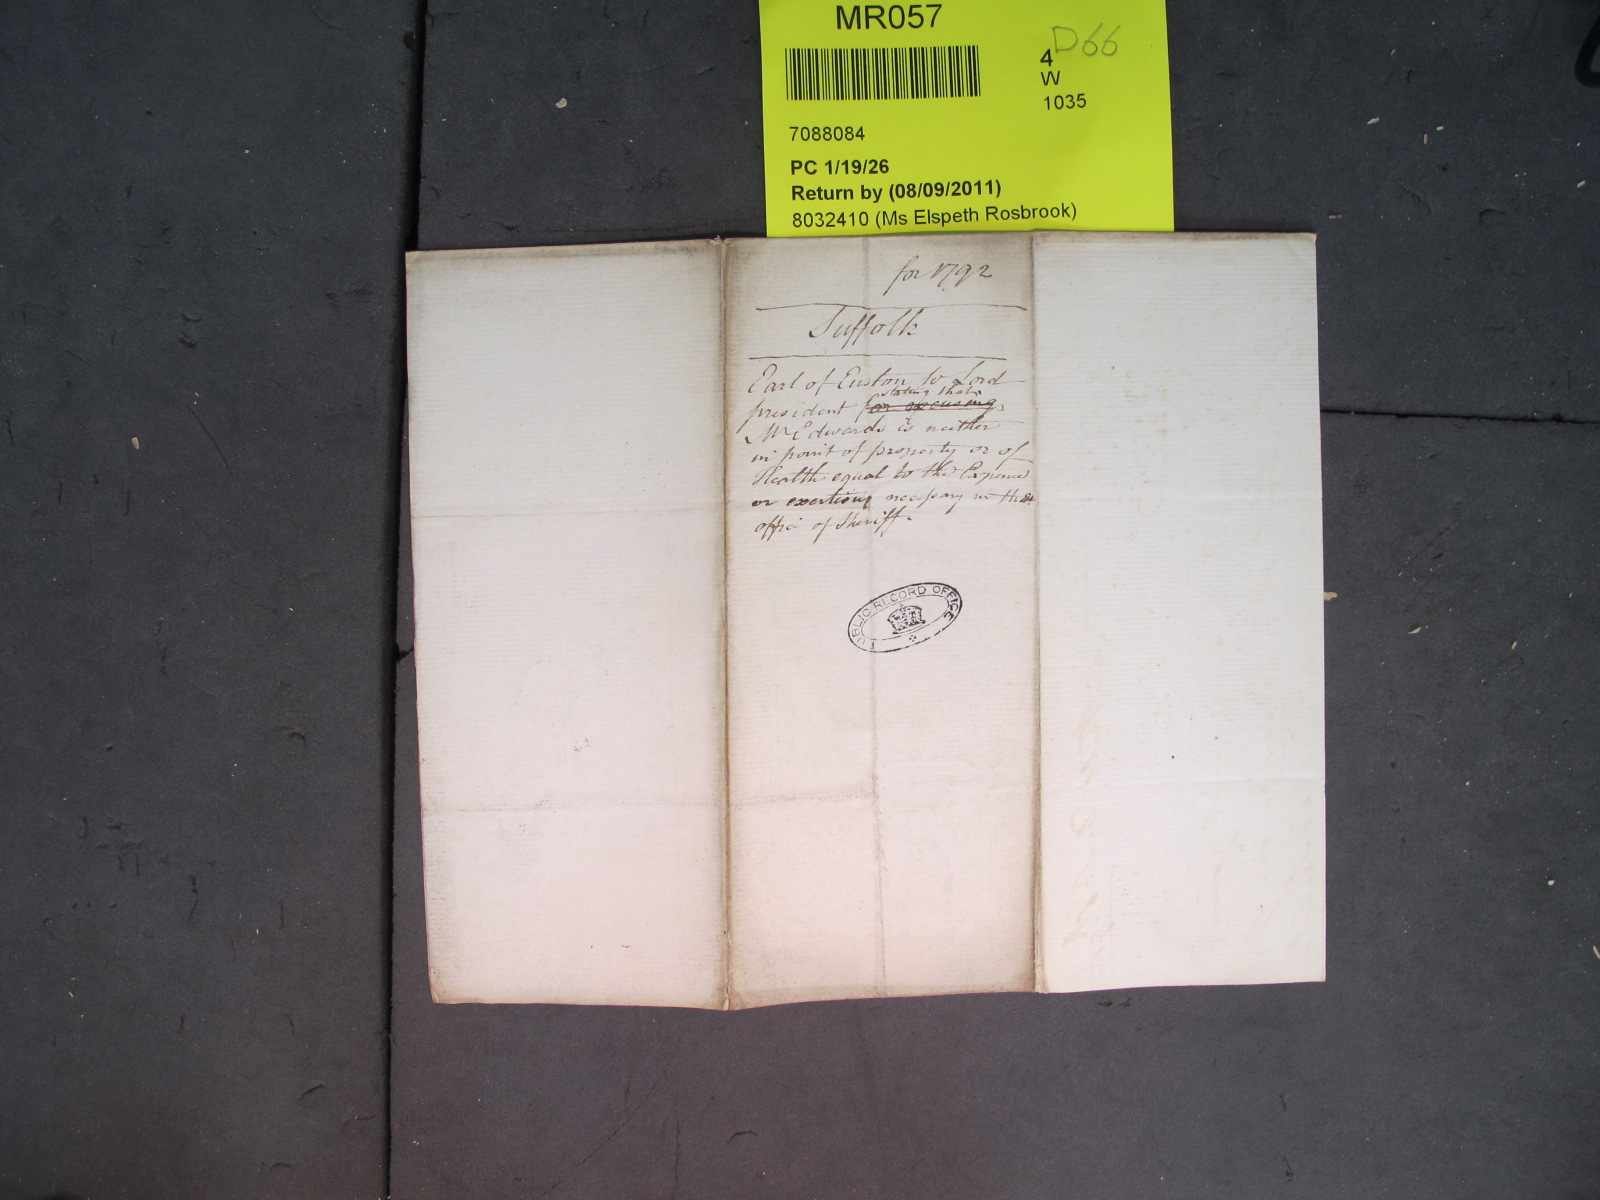 MR057
D66
4
W
1035
7088084
PC 1/19/26
Return by (08/09/2011)
8032410 (Ms Elspeth Rosbrook)
for 1792
Suffolk
Earl of Euston to Lord
stating that
president for excusing
Mr Edwards is neither
in point of property or of
Health equal to the Expence
or exertions necessary in the
office of Sheriff.
PUBLIC RECORD OFFICE